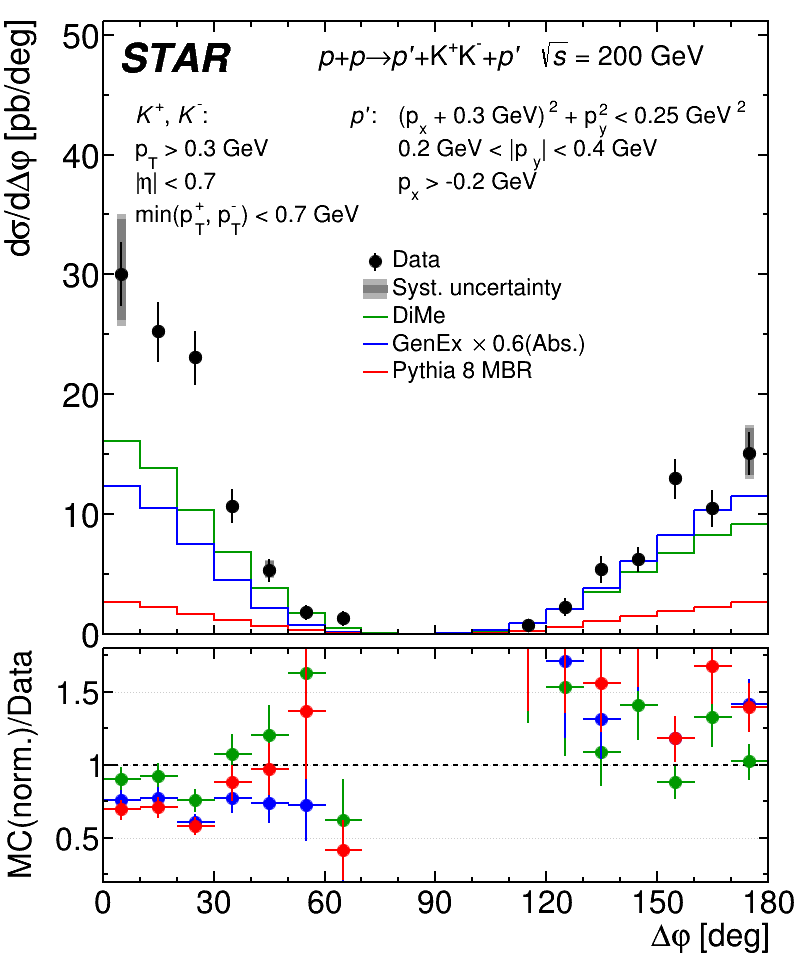 STAR p+p→p′+K⁺K⁻+p′ √s = 200 GeV
K⁺, K⁻: p′: (pₓ + 0.3 GeV)² + p_y² < 0.25 GeV²
p_T > 0.3 GeV 0.2 GeV < |p_y| < 0.4 GeV
|η| < 0.7 pₓ > -0.2 GeV
min(p_T⁺, p_T⁻) < 0.7 GeV
Data
Syst. uncertainty
DiMe
GenEx × 0.6(Abs.)
Pythia 8 MBR
dσ/dΔφ [pb/deg]
50
40
30
20
10
0
MC(norm.)/Data
1.5
1
0.5
0 30 60 90 120 150 180
Δφ [deg]